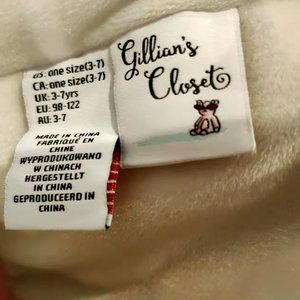 US: one size(3-7)
CA: one size(3-7)
UK: 3-7yrs
EU: 98-122
AU: 3-7
MADE IN CHINA
FABRIQUÉ EN
CHINE
WYPRODUKOWANO
W CHINACH
HERGESTELLT
IN CHINA
GEPRODUCEERD IN
CHINA
Gillian's
Closet